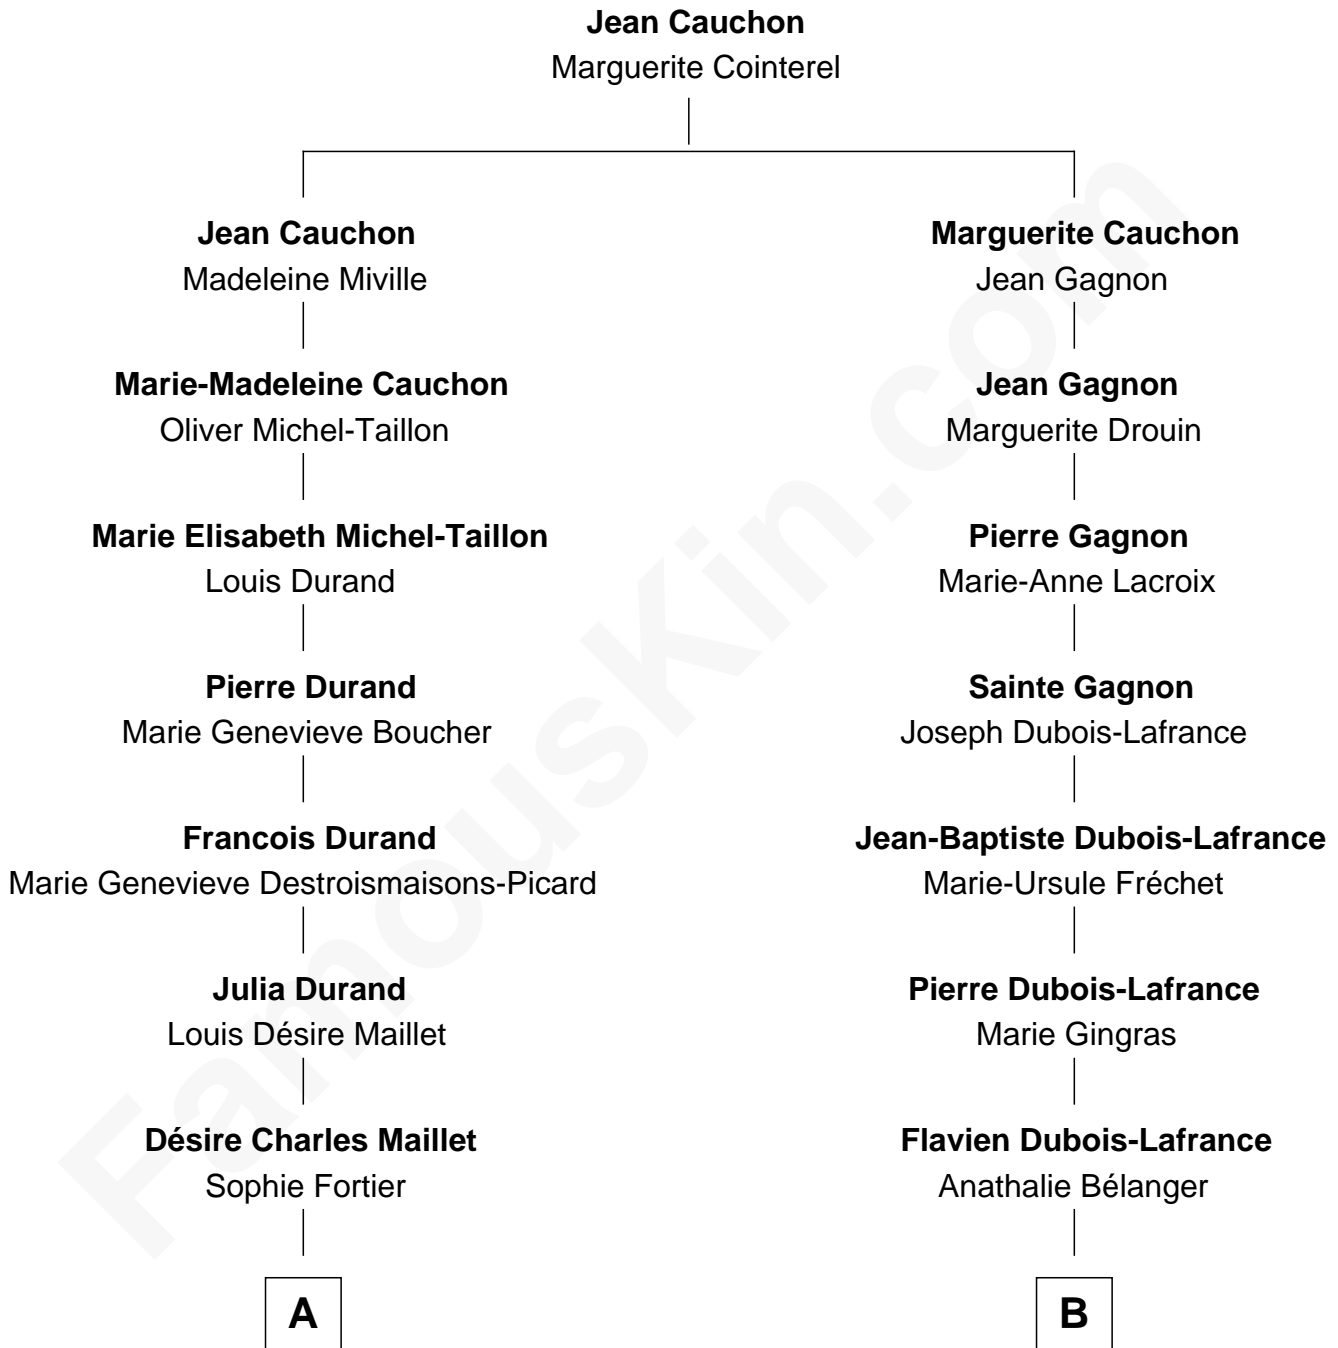 Jean Cauchon
Marguerite Cointerel
Jean Cauchon
Madeleine Miville
Marie-Madeleine Cauchon
Oliver Michel-Taillon
Marie Elisabeth Michel-Taillon
Louis Durand
Pierre Durand
Marie Genevieve Boucher
Francois Durand
Marie Genevieve Destroismaisons-Picard
Julia Durand
Louis Désire Maillet
Désire Charles Maillet
Sophie Fortier
A
Marguerite Cauchon
Jean Gagnon
Jean Gagnon
Marguerite Drouin
Pierre Gagnon
Marie-Anne Lacroix
Sainte Gagnon
Joseph Dubois-Lafrance
Jean-Baptiste Dubois-Lafrance
Marie-Ursule Fréchet
Pierre Dubois-Lafrance
Marie Gingras
Flavien Dubois-Lafrance
Anathalie Bélanger
B
FamousKin.com